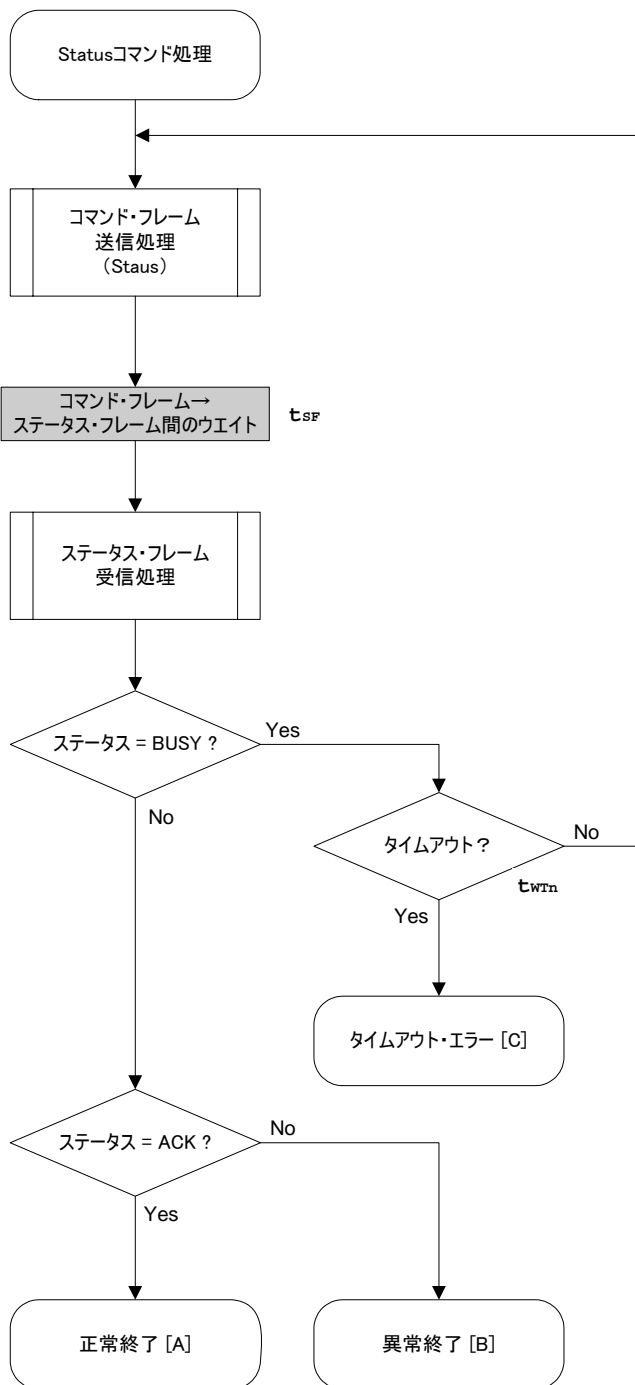 Statusコマンド処理
コマンド・フレーム
送信処理
（Staus）
コマンド・フレーム→
ステータス・フレーム間のウエイト
tSF
ステータス・フレーム
受信処理
ステータス = BUSY ?
Yes
No
タイムアウト？
No
tWTn
Yes
タイムアウト・エラー [C]
ステータス = ACK ?
No
Yes
正常終了 [A]
異常終了 [B]